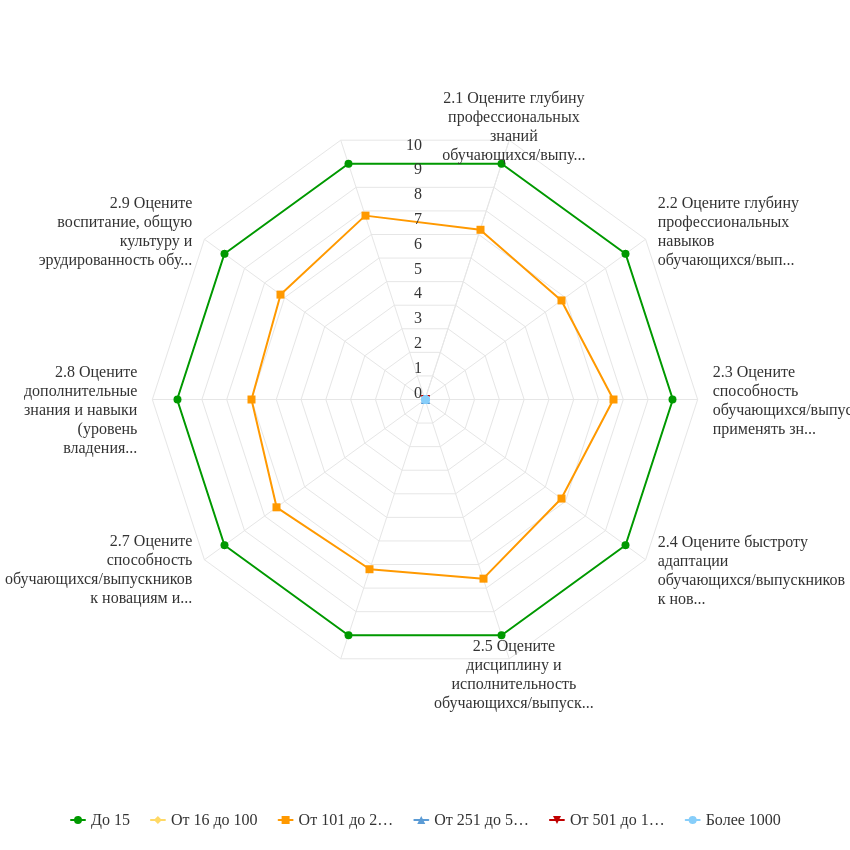 2.1 Оцените глубину
профессиональных
знаний
обучающихся/выпу...
2.2 Оцените глубину
профессиональных
навыков
обучающихся/вып...
2.3 Оцените
способность
обучающихся/выпус
применять зн...
2.4 Оцените быстроту
адаптации
обучающихся/выпускников
к нов...
2.5 Оцените
дисциплину и
исполнительность
обучающихся/выпуск...
2.7 Оцените
способность
обучающихся/выпускников
к новациям и...
2.8 Оцените
дополнительные
знания и навыки
(уровень
владения...
2.9 Оцените
воспитание, общую
культуру и
эрудированность обу...
10
9
8
7
6
5
4
3
2
1
0
До 15
От 16 до 100
От 101 до 2…
От 251 до 5…
От 501 до 1…
Более 1000